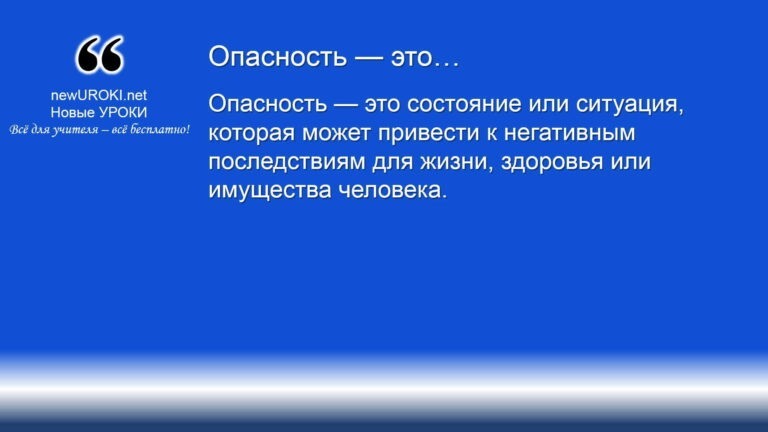 ❝
newUROKI.net
Новые УРОКИ
Всё для учителя – всё бесплатно!
Опасность — это…
Опасность — это состояние или ситуация,
которая может привести к негативным
последствиям для жизни, здоровья или
имущества человека.